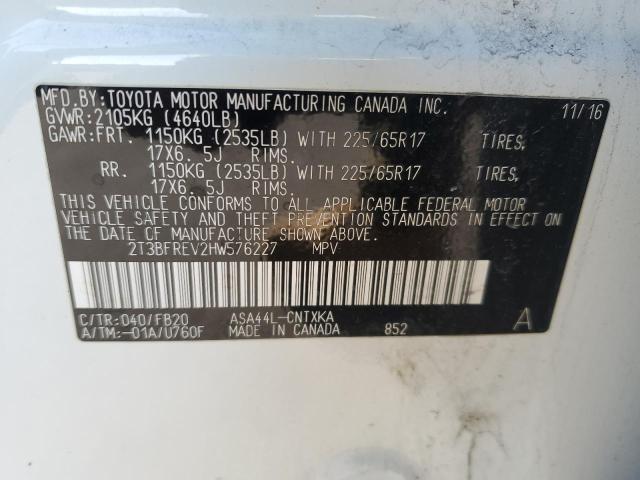 MFD.BY:TOYOTA MOTOR MANUFACTURING CANADA INC. 11/16
GVWR:2105KG (4640LB)
GAWR:FRT. 1150KG (2535LB) WITH 225/65R17 TIRES,
17X6. 5J RIMS.
RR. 1150KG (2535LB) WITH 225/65R17 TIRES,
17X6. 5J RIMS.
THIS VEHICLE CONFORMS TO ALL APPLICABLE FEDERAL MOTOR
VEHICLE SAFETY AND THEFT PREVENTION STANDARDS IN EFFECT ON
THE DATE OF MANUFACTURE SHOWN ABOVE.
2T3BFREV2HW576227 MPV
C/TR:040/FB20 ASA44L-CNTXKA
A/TM:-01A/U760F MADE IN CANADA 852 A